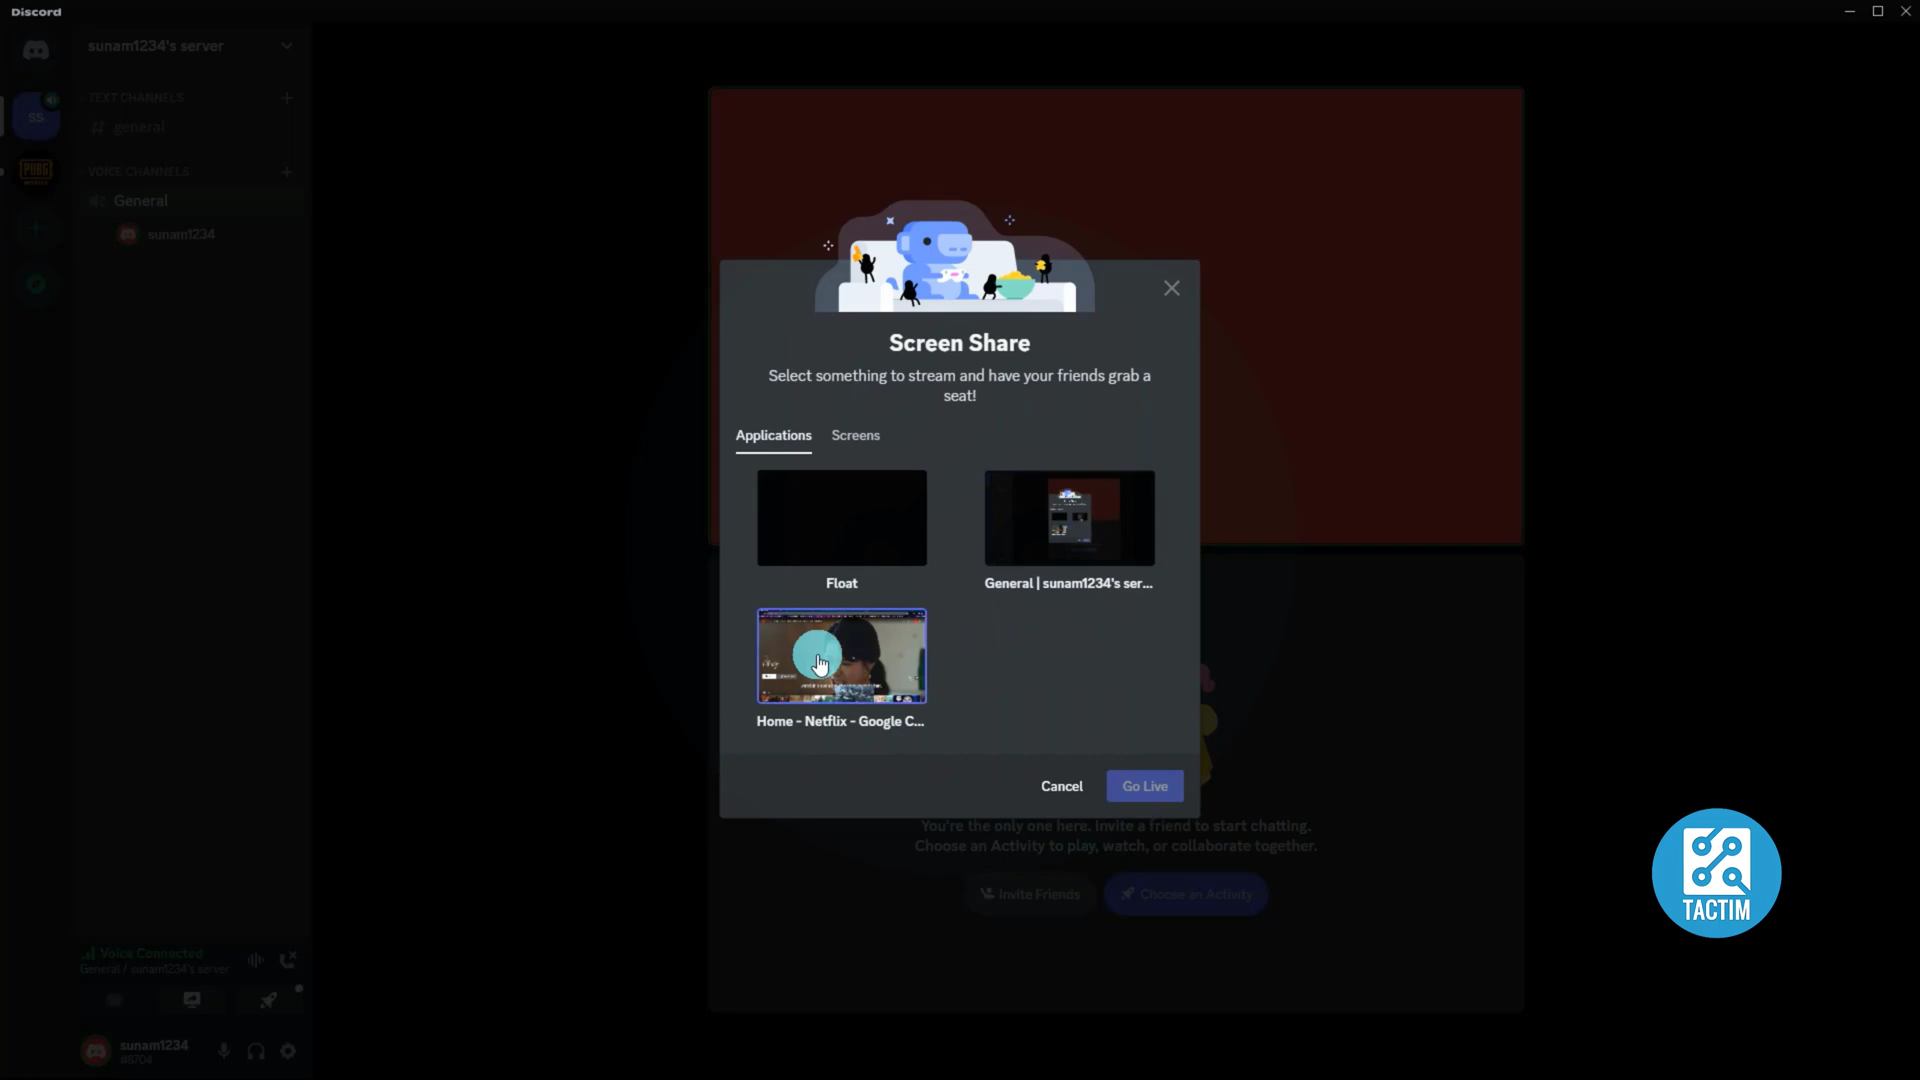 Discord
sunam1234's server
SS
TEXT CHANNELS
general
PUBG
VOICE CHANNELS
General
sunam1234
Screen Share
Select something to stream and have your friends grab a
seat!
Applications
Screens
Float
General | sunam1234's ser...
Home - Netflix - Google C...
Cancel
Go Live
You're the only one here. Invite a friend to start chatting.
Choose an Activity to play, watch, or collaborate together.
Invite Friends
Choose an Activity
TACTIM
Voice Connected
General / sunam1234's server
sunam1234
#8704